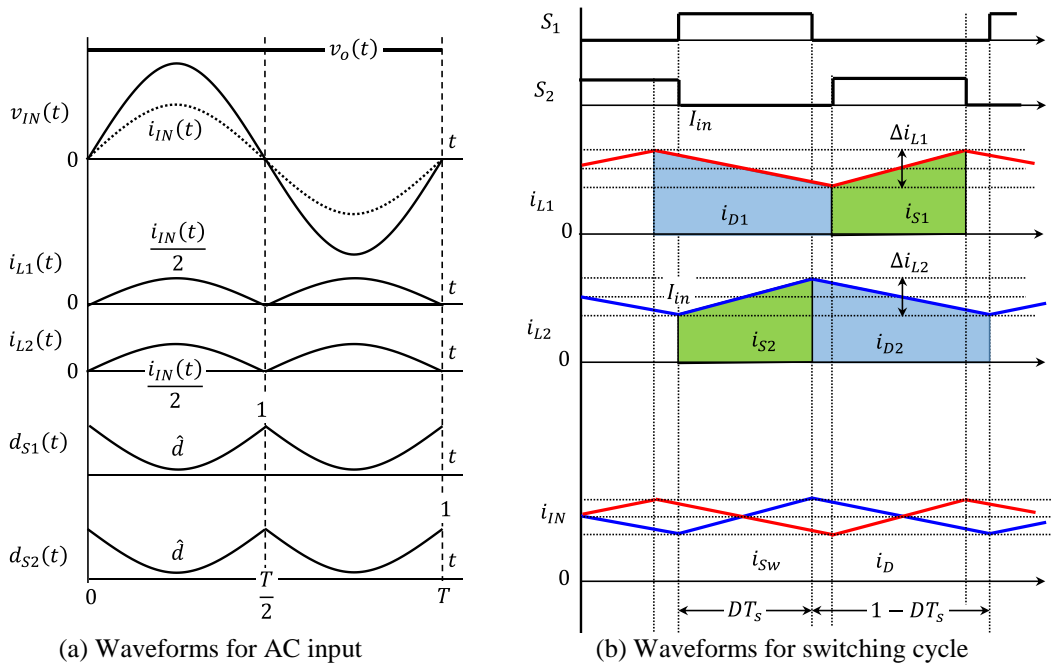 v_o(t)
v_IN(t)
i_IN(t)
t
0
i_IN(t)/2
i_L1(t)
t
0
i_L2(t)
t
0
i_IN(t)/2
1
d_S1(t)
d̂
t
1
d_S2(t)
d̂
t
0
T/2
T
(a) Waveforms for AC input
S_1
S_2
I_in
Δi_L1
i_L1
i_D1
i_S1
0
I_in
Δi_L2
i_L2
i_S2
i_D2
0
i_IN
i_Sw
i_D
0
DT_s
1 − DT_s
(b) Waveforms for switching cycle